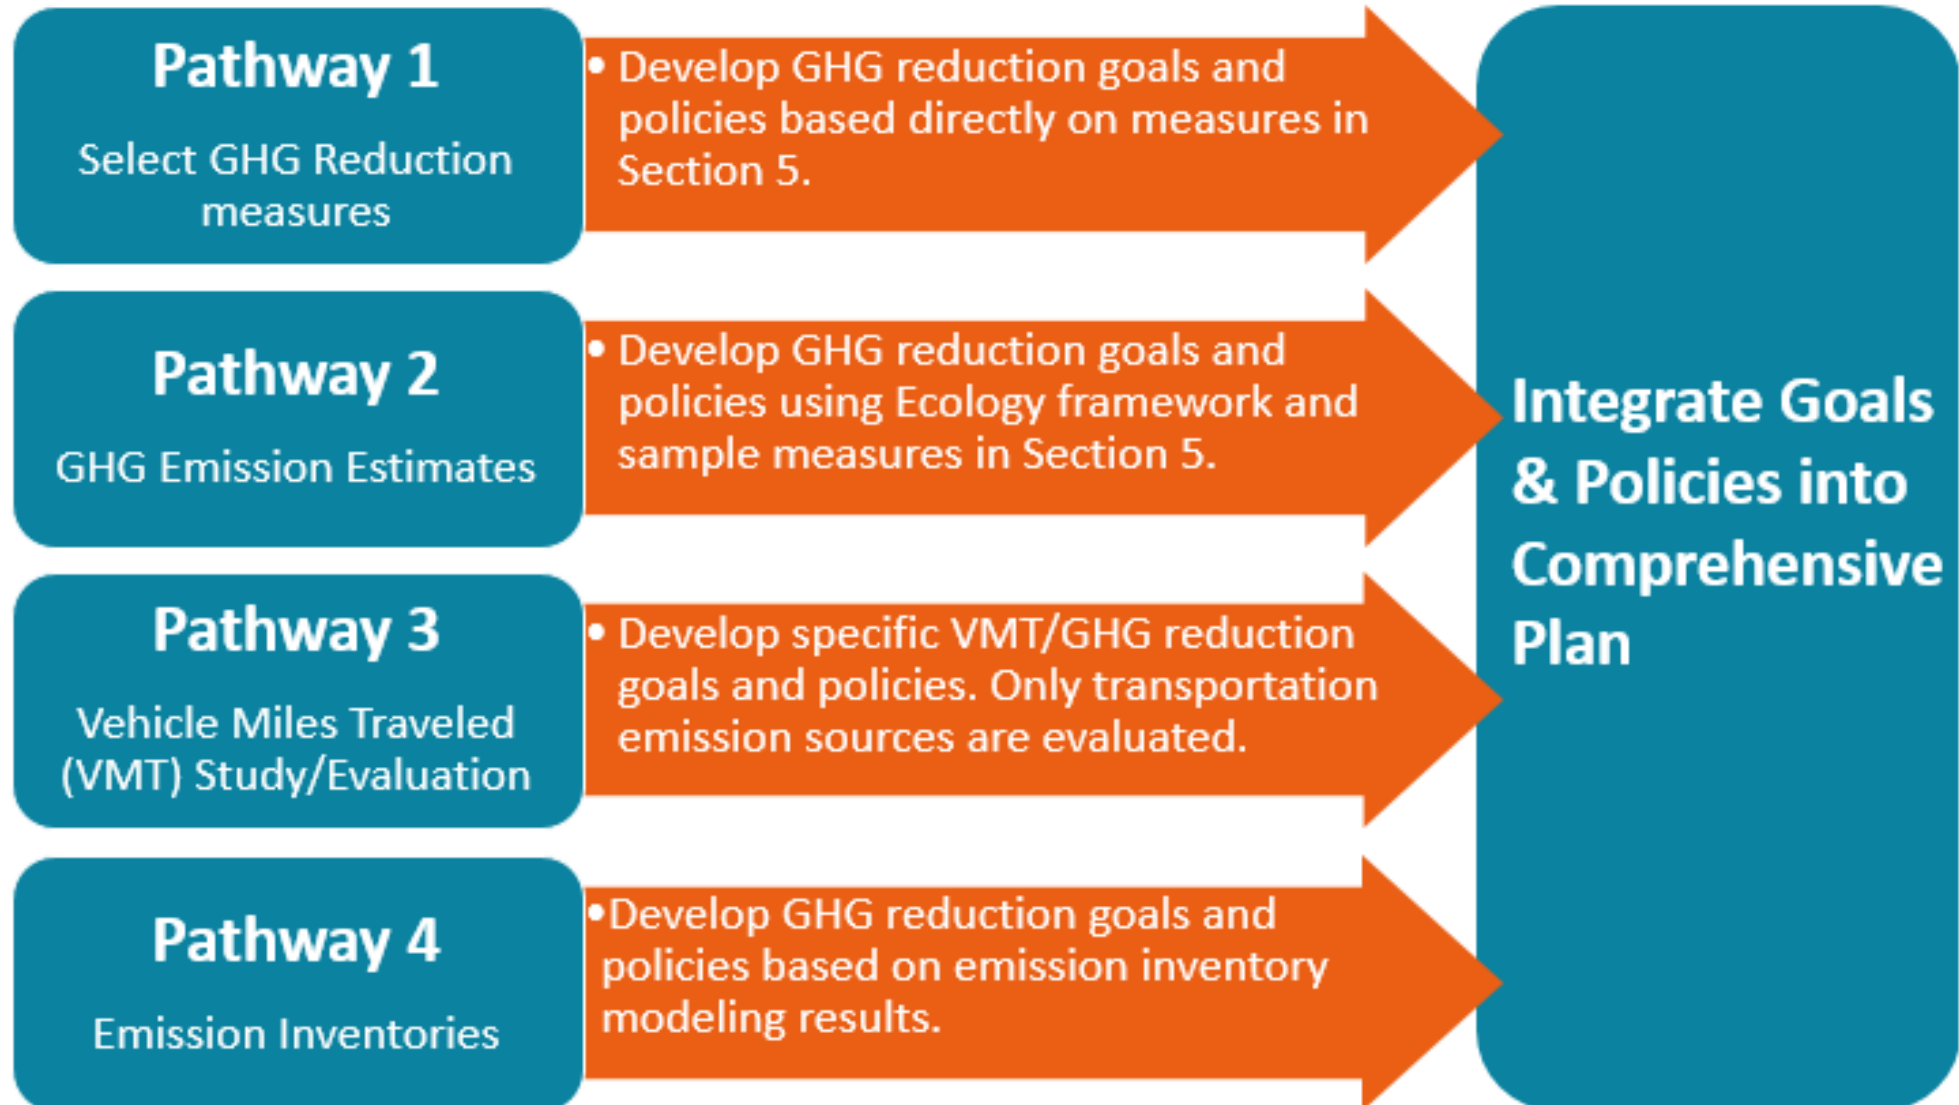 Pathway 1
Select GHG Reduction
measures
• Develop GHG reduction goals and
policies based directly on measures in
Section 5.
Pathway 2
GHG Emission Estimates
• Develop GHG reduction goals and
policies using Ecology framework and
sample measures in Section 5.
Pathway 3
Vehicle Miles Traveled
(VMT) Study/Evaluation
• Develop specific VMT/GHG reduction
goals and policies. Only transportation
emission sources are evaluated.
Pathway 4
Emission Inventories
•Develop GHG reduction goals and
policies based on emission inventory
modeling results.
Integrate Goals
& Policies into
Comprehensive
Plan